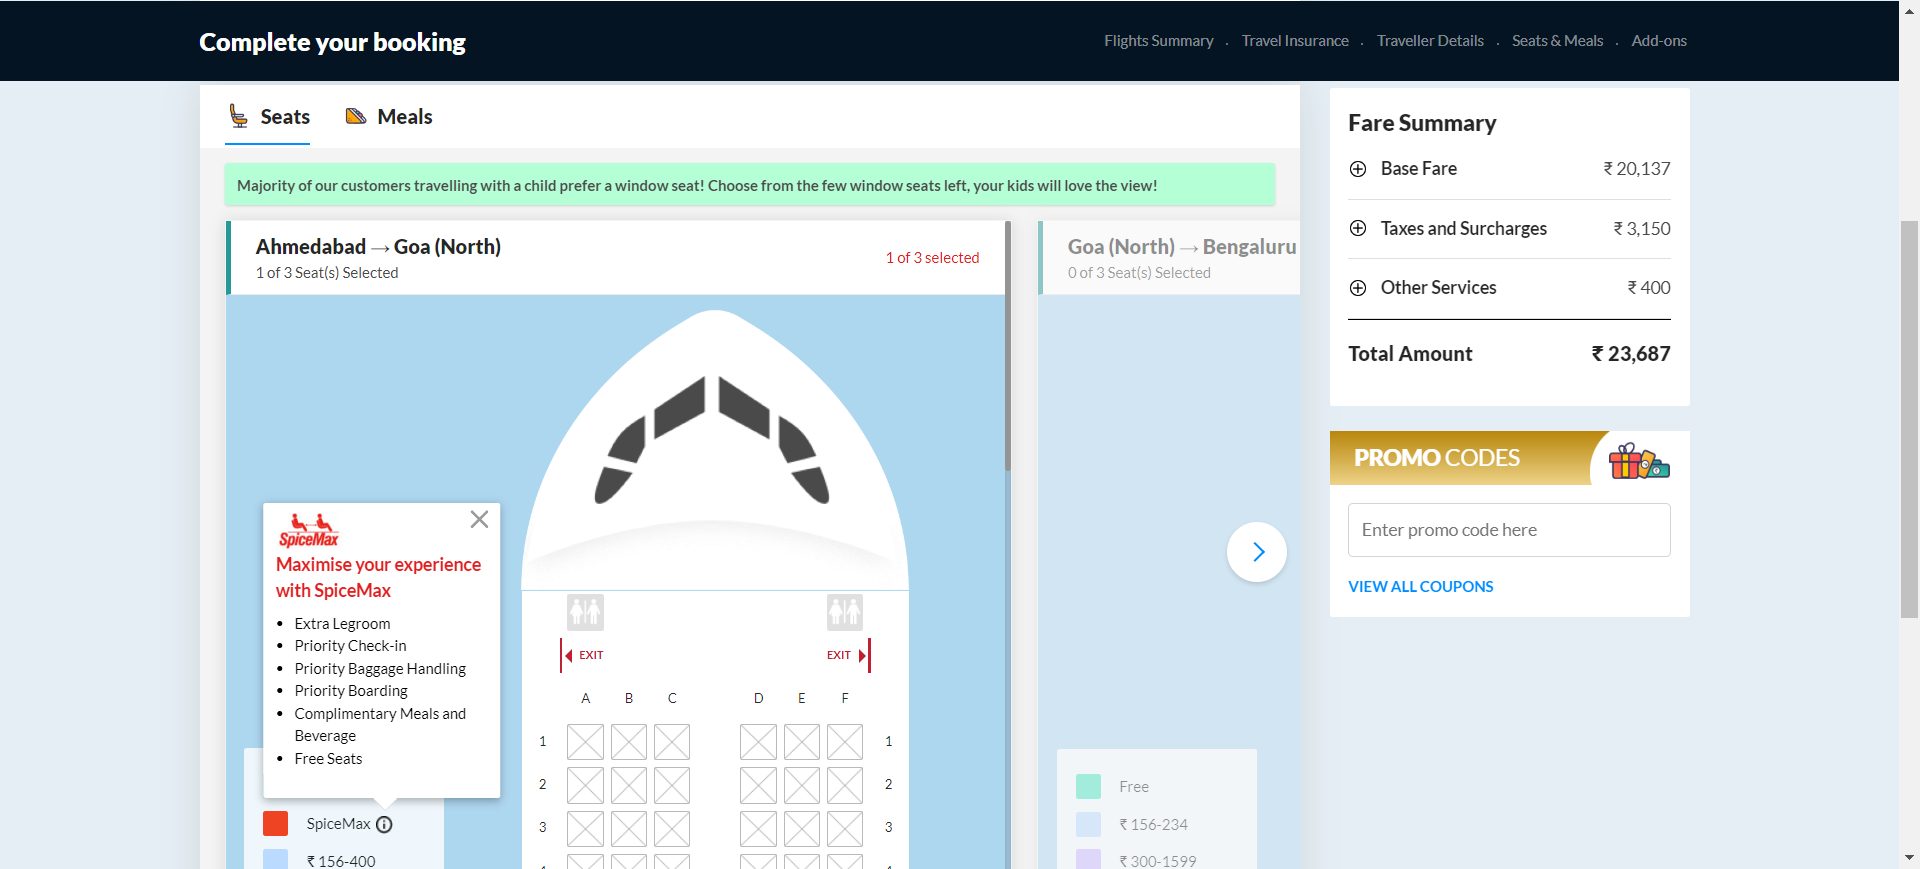 Complete your booking
Flights Summary . Travel Insurance . Traveller Details . Seats & Meals . Add-ons
Seats
Meals
Majority of our customers travelling with a child prefer a window seat! Choose from the few window seats left, your kids will love the view!
Ahmedabad → Goa (North)
1 of 3 Seat(s) Selected
1 of 3 selected
Goa (North) → Bengaluru
0 of 3 Seat(s) Selected
SpiceMax
Maximise your experience
with SpiceMax
• Extra Legroom
• Priority Check-in
• Priority Baggage Handling
• Priority Boarding
• Complimentary Meals and
Beverage
• Free Seats
SpiceMax
₹ 156-400
EXIT EXIT
A B C D E F
1 1
2 2
3 3
Free
₹ 156-234
₹ 300-1599
Fare Summary
Base Fare ₹ 20,137
Taxes and Surcharges ₹ 3,150
Other Services ₹ 400
Total Amount ₹ 23,687
PROMO CODES
Enter promo code here
VIEW ALL COUPONS